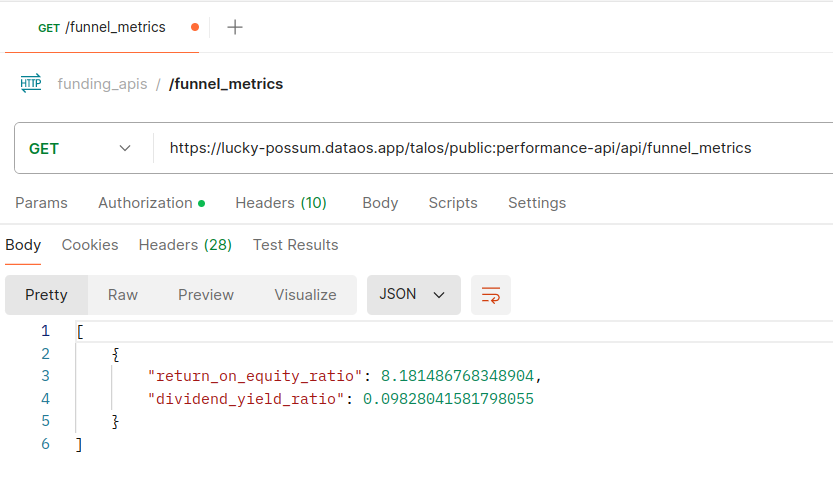 GET /funnel_metrics
HTTP funding_apis / /funnel_metrics
GET https://lucky-possum.dataos.app/talos/public:performance-api/api/funnel_metrics
Params Authorization Headers (10) Body Scripts Settings
Body Cookies Headers (28) Test Results
Pretty Raw Preview Visualize JSON
1 [
2 {
3 "return_on_equity_ratio": 8.181486768348904,
4 "dividend_yield_ratio": 0.09828041581798055
5 }
6 ]